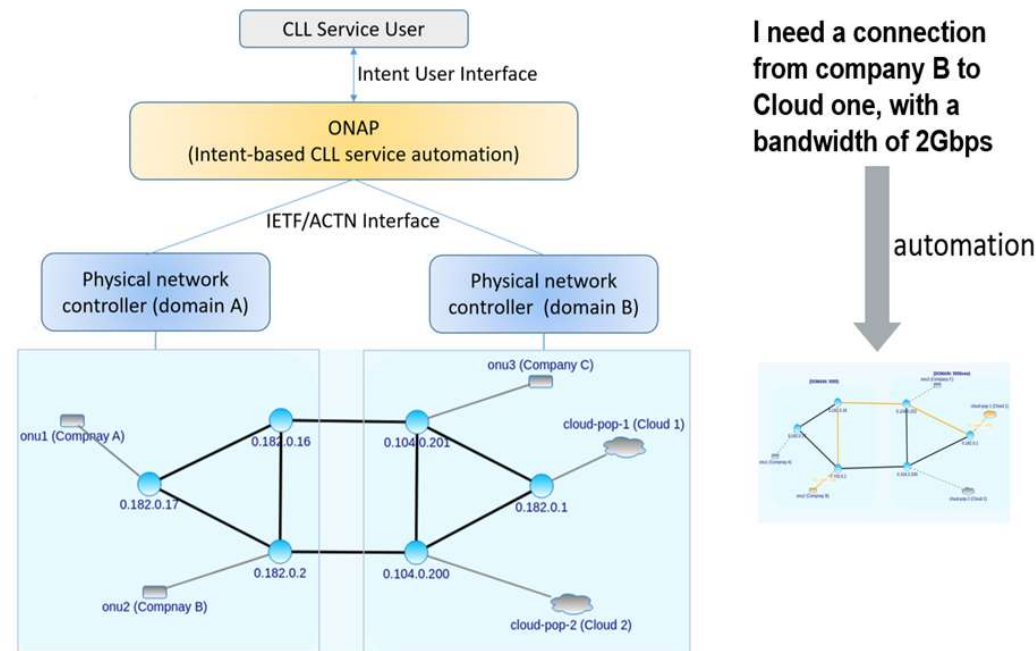 CLL Service User
Intent User Interface
ONAP
(Intent-based CLL service automation)
IETF/ACTN Interface
Physical network
controller (domain A)
Physical network
controller (domain B)
onu1 (Compnay A)
0.182.0.16
0.182.0.17
0.182.0.2
onu2 (Compnay B)
onu3 (Company C)
0.104.0.201
cloud-pop-1 (Cloud 1)
0.182.0.1
0.104.0.200
cloud-pop-2 (Cloud 2)
I need a connection
from company B to
Cloud one, with a
bandwidth of 2Gbps
automation